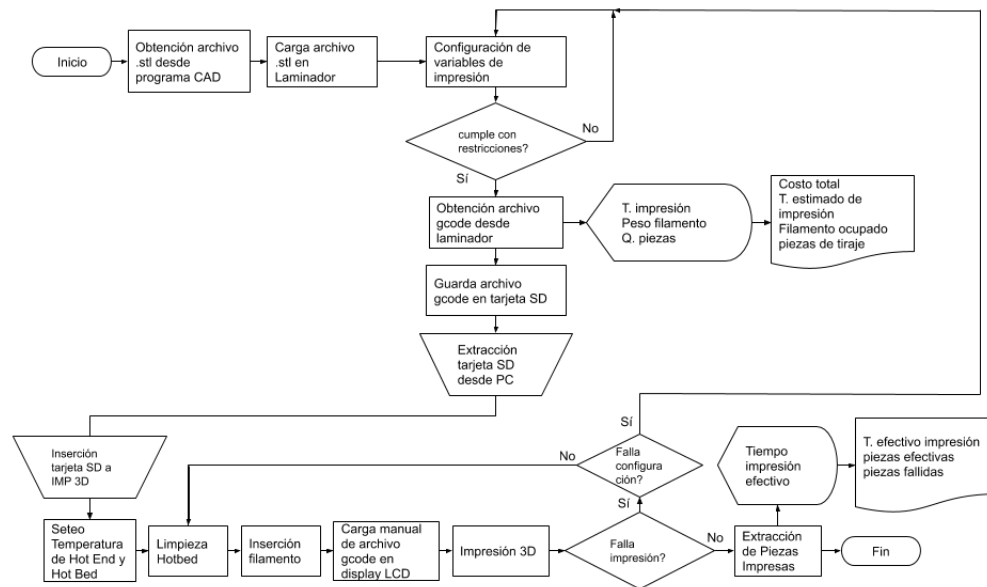 Inicio
Obtención archivo
.stl desde
programa CAD
Carga archivo
.stl en
Laminador
Configuración de
variables de
impresión
cumple con
restricciones?
No
Sí
Obtención archivo
gcode desde
laminador
T. impresión
Peso filamento
Q. piezas
Costo total
T. estimado de
impresión
Filamento ocupado
piezas de tiraje
Guarda archivo
gcode en tarjeta SD
Extracción
tarjeta SD
desde PC
Inserción
tarjeta SD a
IMP 3D
Seteo
Temperatura
de Hot End y
Hot Bed
Limpieza
Hotbed
Inserción
filamento
Carga manual
de archivo
gcode en
display LCD
Impresión 3D
Falla
impresión?
Sí
No
Falla
configura
ción?
No
Sí
Extracción
de Piezas
Impresas
Tiempo
impresión
efectivo
T. efectivo impresión
piezas efectivas
piezas fallidas
Fin